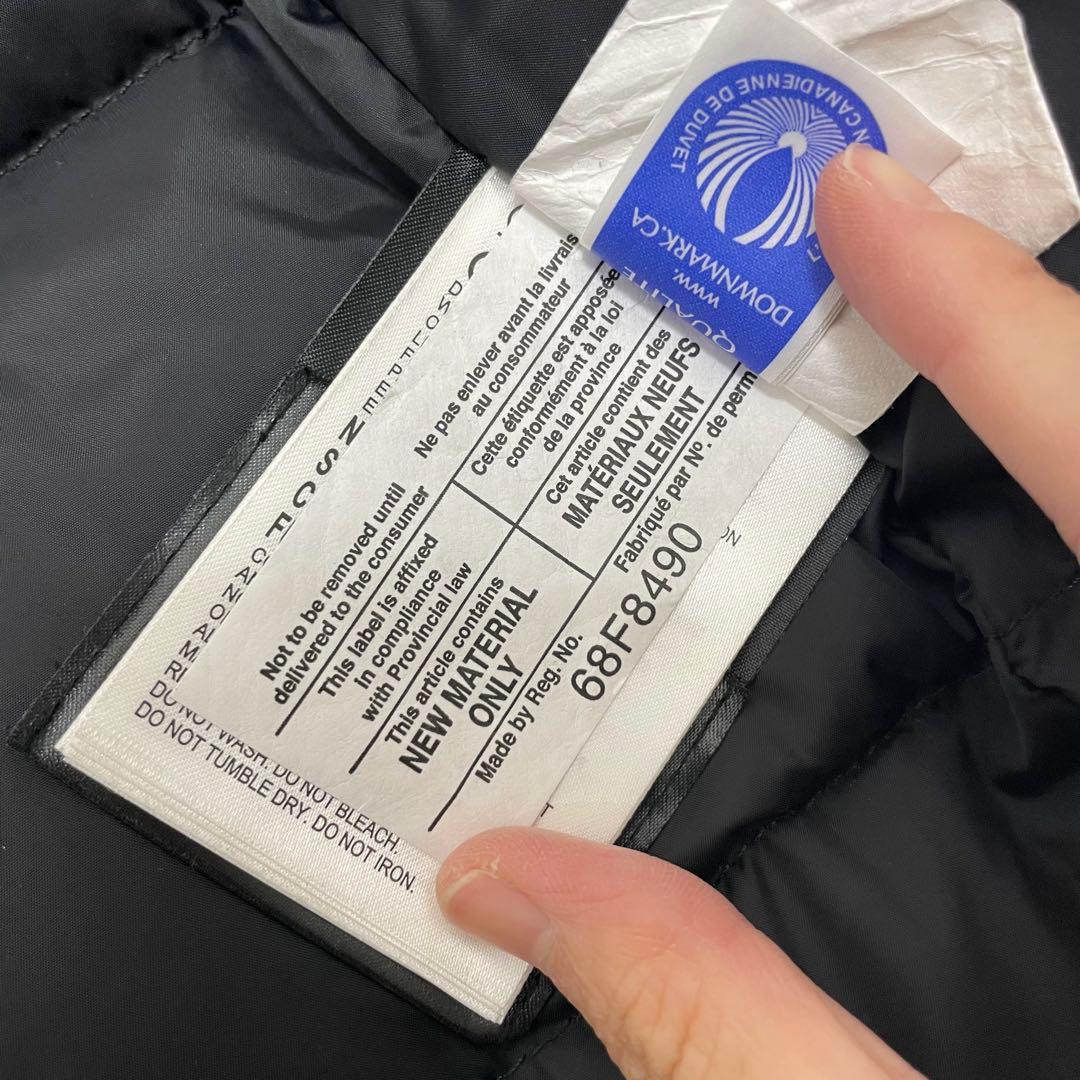 Not to be removed until
delivered to the consumer
This label is affixed
in compliance
with Provincial law
This article contains
NEW MATERIAL
ONLY
Made by Reg. No.
68F8490
Ne pas enlever avant la livrais
au consommateur
Cette étiquette est apposée
conformément à la loi
de la province
Cet article contient des
MATÉRIAUX NEUFS
SEULEMENT
Fabriqué par Nº. de perm
N CANADIENNE DE DUVET
www.
DOWNMARK.CA
QUALITÉ
DO NOT WASH. DO NOT BLEACH.
DO NOT TUMBLE DRY. DO NOT IRON.